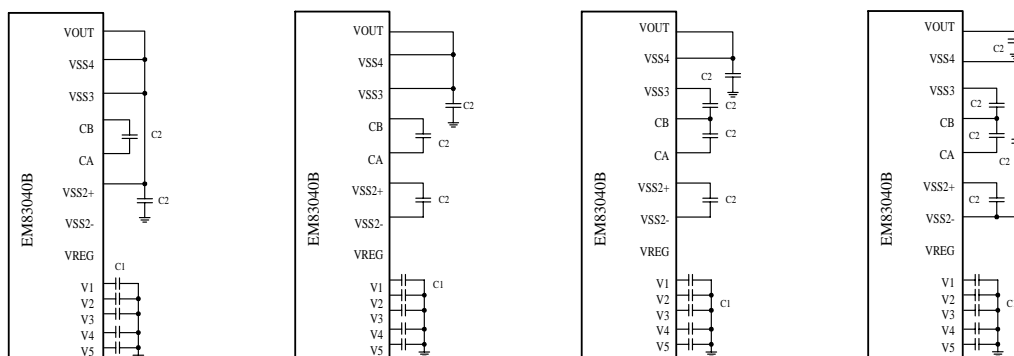 VOUT
VSS4
VSS3
CB
C2
CA
VSS2+
C2
VSS2-
VREG
C1
V1
V2
V3
V4
V5
EM83040B
VOUT
VSS4
VSS3
C2
CB
C2
CA
VSS2+
C2
VSS2-
VREG
V1
C1
V2
V3
V4
V5
EM83040B
VOUT
VSS4
C2
VSS3
C2
CB
C2
CA
VSS2+
C2
VSS2-
VREG
V1
V2
C1
V3
V4
V5
EM83040B
VOUT
C2
VSS4
VSS3
C2
CB
C2
CA
C2
VSS2+
C2
VSS2-
VREG
V1
V2
V3
V4
V5
EM83040B